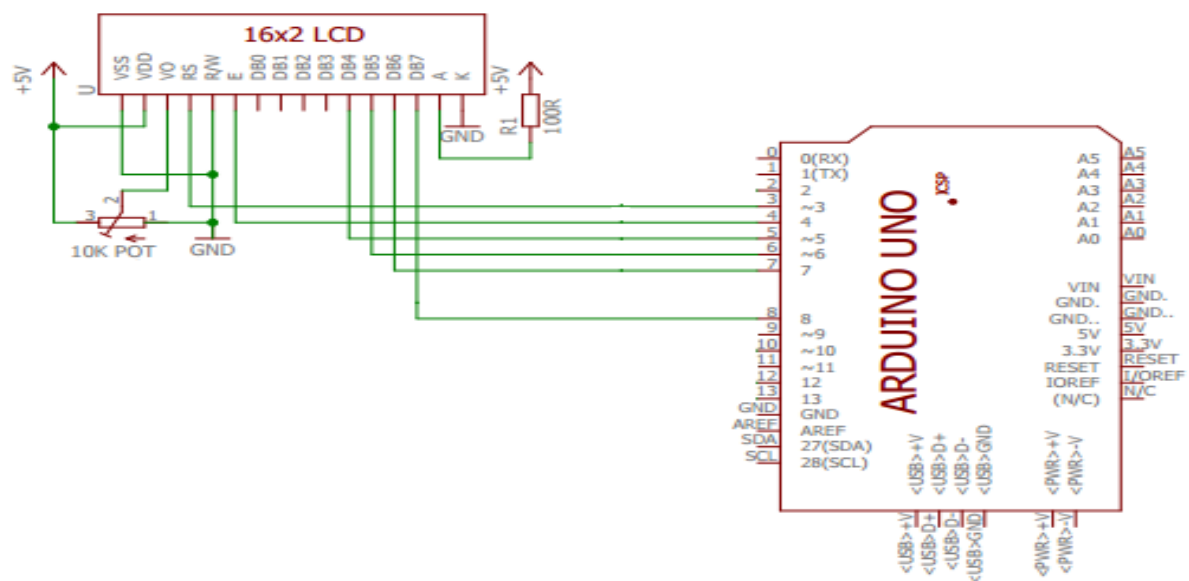 16x2 LCD
+5V
U
VSS
VDD
VO
RS
R/W
E
DB0
DB1
DB2
DB3
DB4
DB5
DB6
DB7
A
K
+5V
R1
100R
GND
2
3
1
10K POT
GND
0
1
2
3
4
5
6
7
8
9
10
11
12
13
GND
AREF
SDA
SCL
0(RX)
1(TX)
2
~3
4
~5
~6
7
8
~9
~10
~11
12
13
GND
AREF
27(SDA)
28(SCL)
ARDUINO UNO
ICSP
A5
A4
A3
A2
A1
A0
VIN
GND.
GND..
5V
3.3V
RESET
IOREF
(N/C)
A5
A4
A3
A2
A1
A0
VIN
GND.
GND..
5V
3.3V
RESET
I/OREF
N/C
<USB>+V
<USB>D+
<USB>D-
<USB>GND
<PWR>+V
<PWR>-V
<USB>+V
<USB>D+
<USB>D-
<USB>GND
<PWR>+V
<PWR>-V